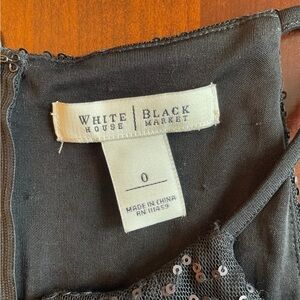 WHITE | BLACK
HOUSE | MARKET
0
MADE IN CHINA
RN 111459